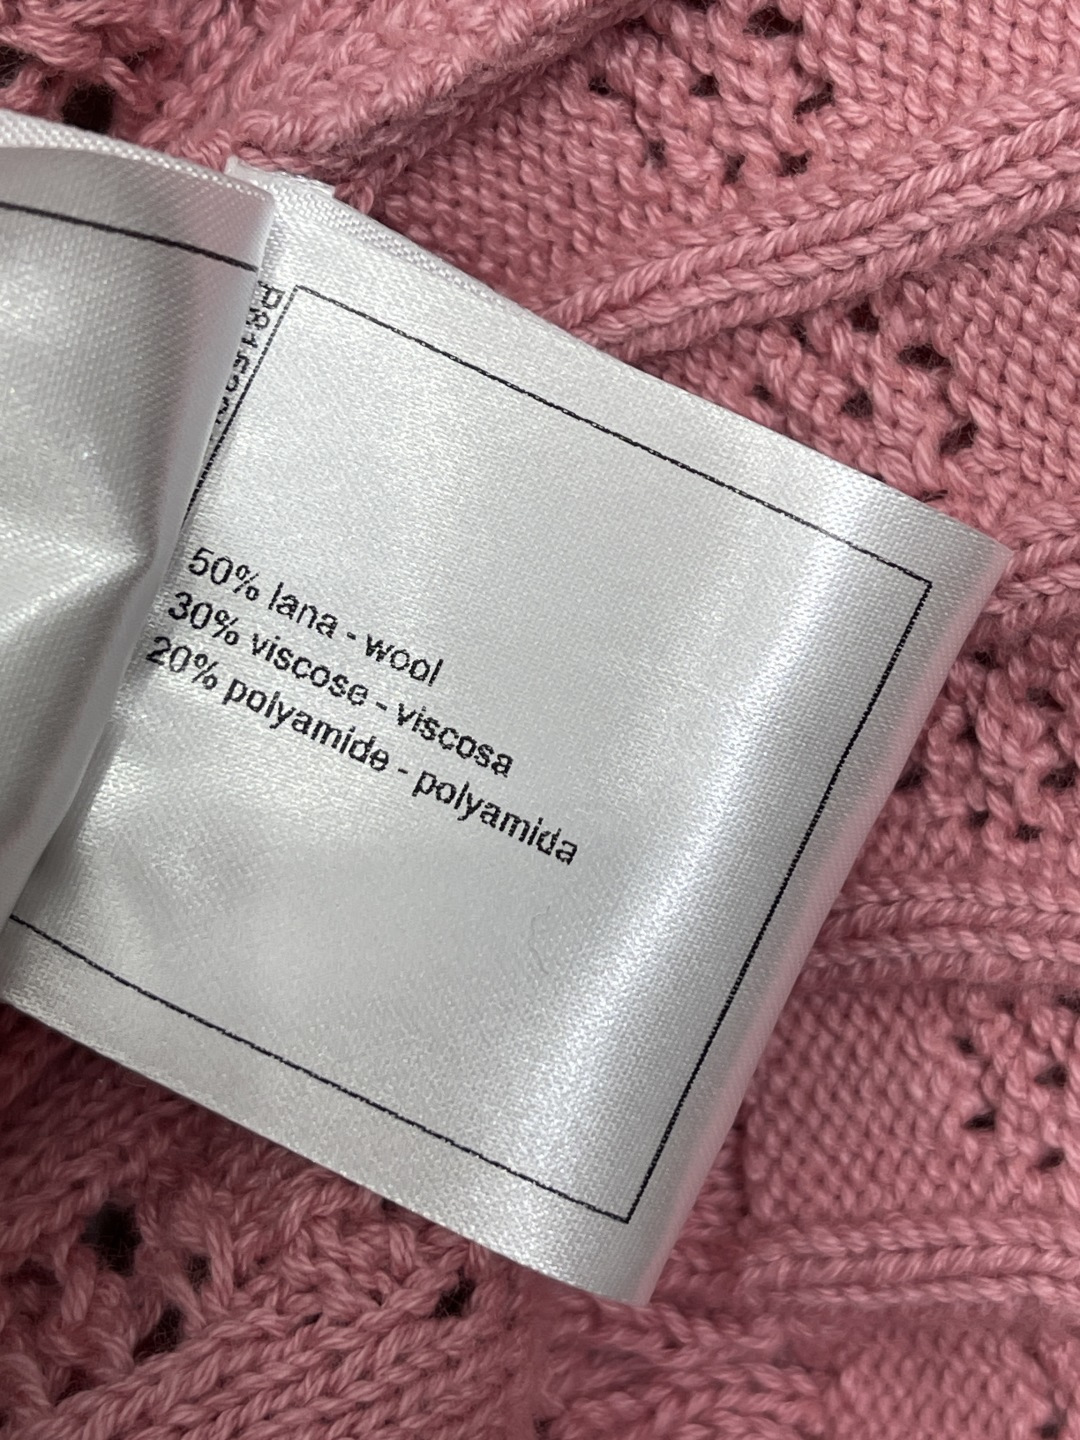 50% lana - wool
30% viscose - viscosa
20% polyamide - polyamida